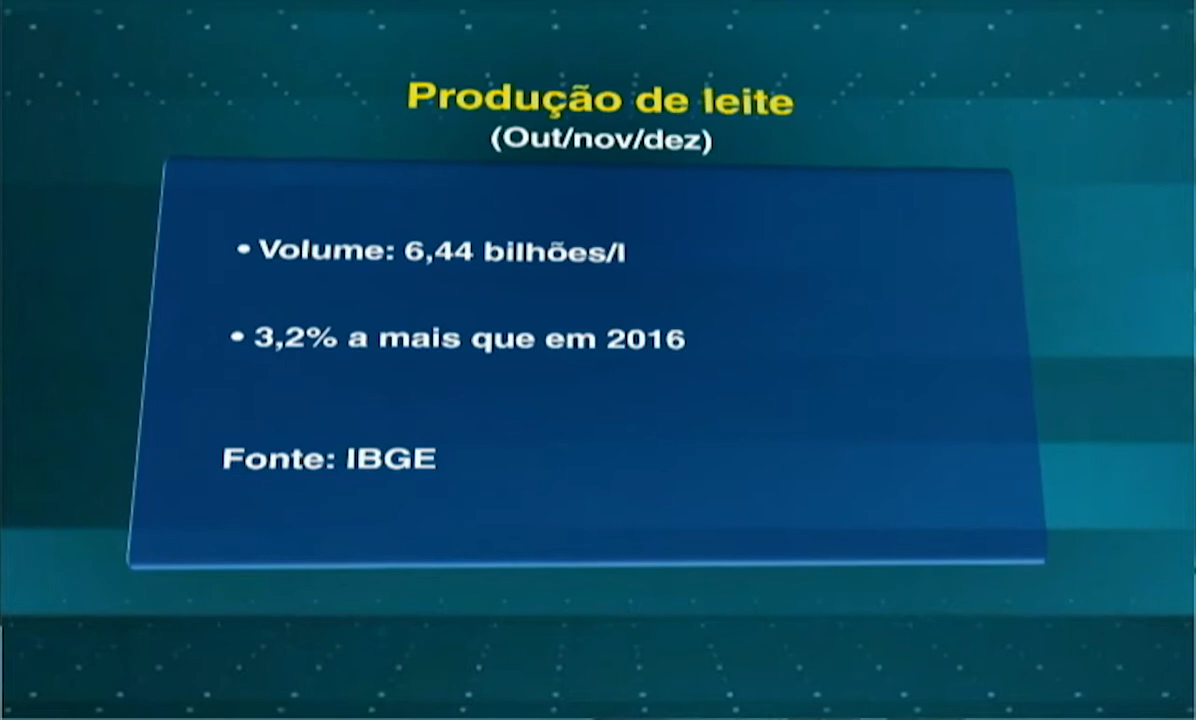 Produção de leite
(Out/nov/dez)
• Volume: 6,44 bilhões/l
• 3,2% a mais que em 2016
Fonte: IBGE